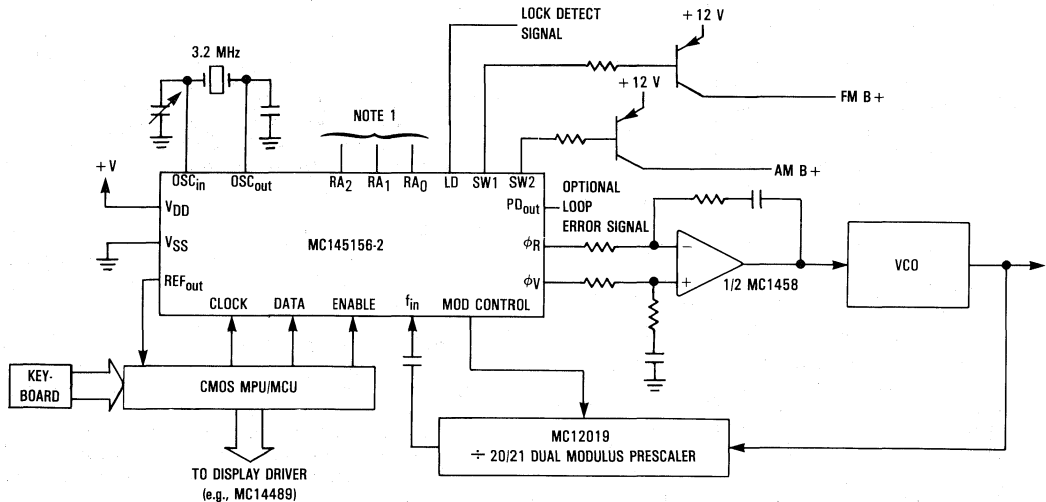 LOCK DETECT
SIGNAL
+ 12 V
3.2 MHz
+ 12 V
FM B +
NOTE 1
AM B +
+V
OSCin
OSCout
RA2
RA1
RA0
LD
SW1
SW2
VDD
PDout
OPTIONAL
LOOP
ERROR SIGNAL
MC145156-2
VSS
ϕR
ϕV
−
+
1/2 MC1458
VCO
REFout
CLOCK
DATA
ENABLE
fin
MOD CONTROL
KEY-
BOARD
CMOS MPU/MCU
MC12019
÷ 20/21 DUAL MODULUS PRESCALER
TO DISPLAY DRIVER
(e.g., MC14489)